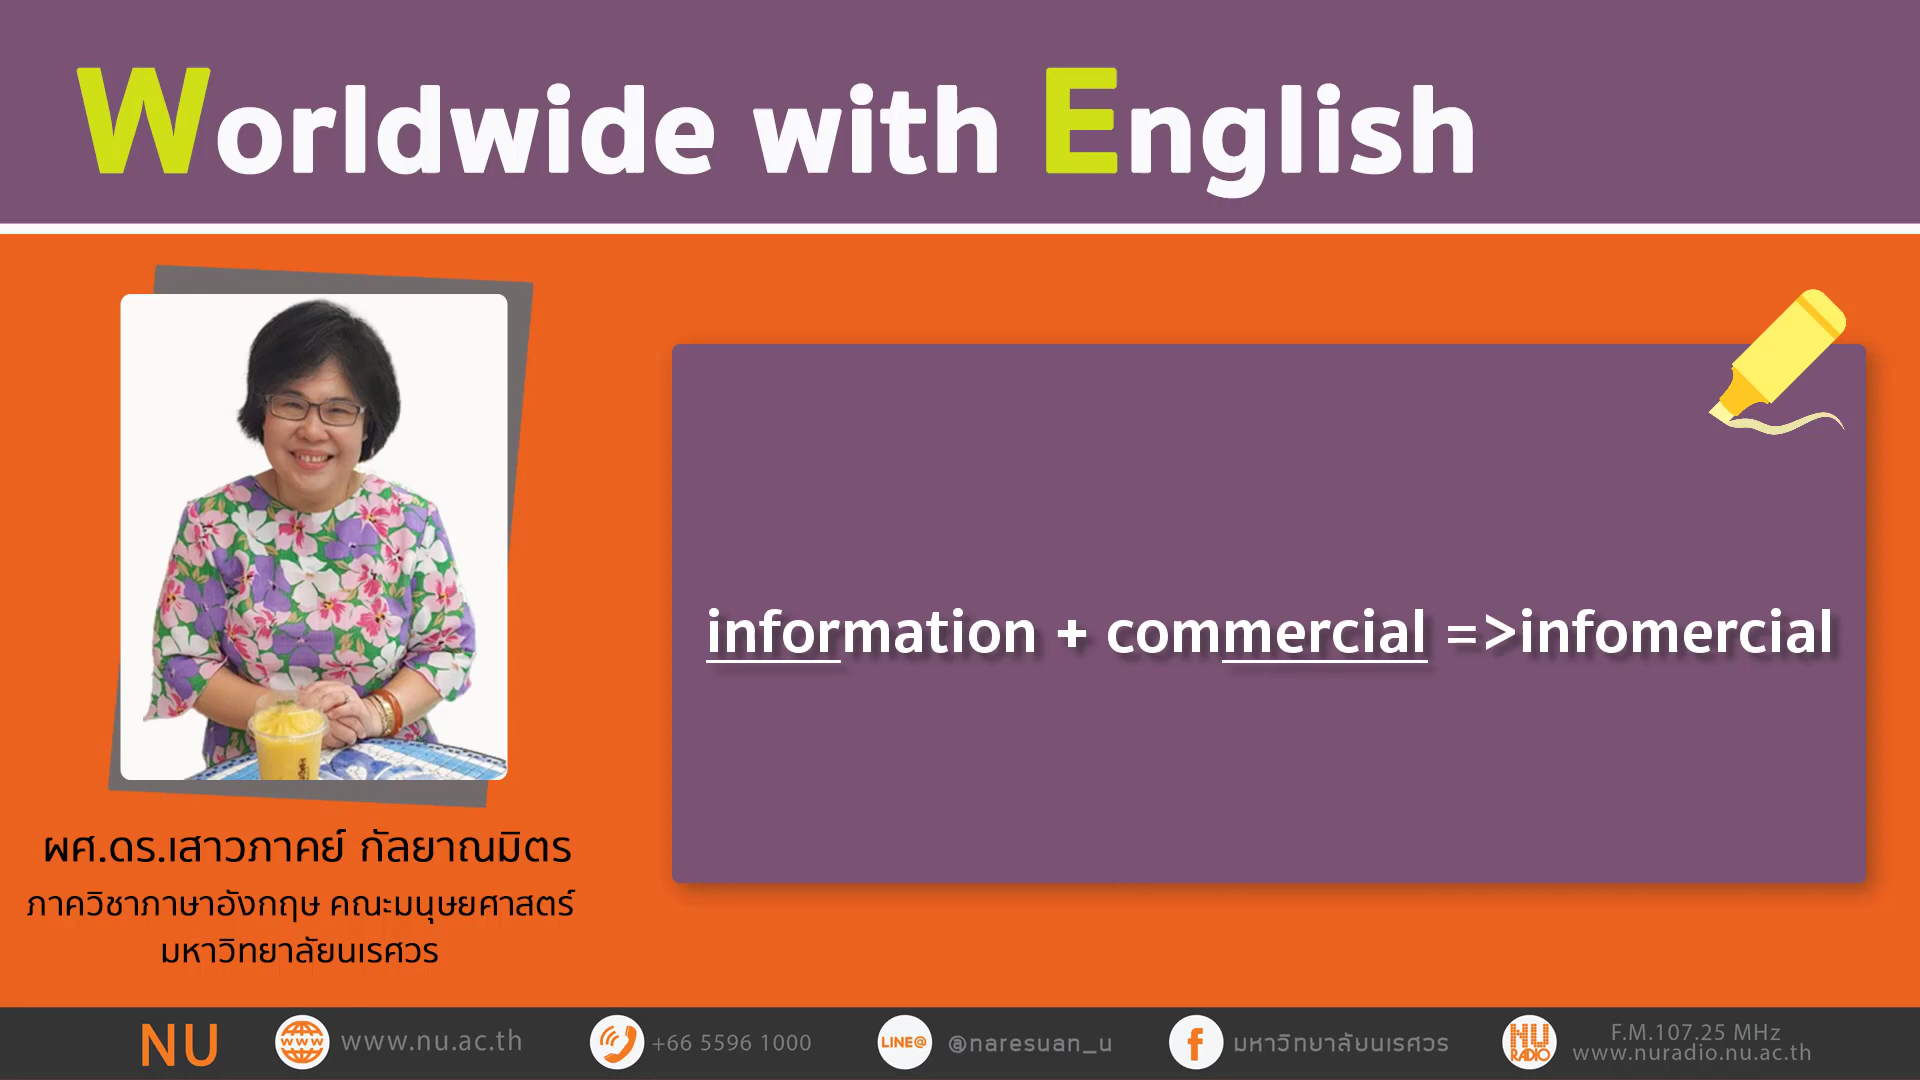 Worldwide with English
information + commercial =>infomercial
ผศ.ดร.เสาวภาคย์ กัลยาณมิตร
ภาควิชาภาษาอังกฤษ คณะมนุษยศาสตร์
มหาวิทยาลัยนเรศวร
NU
www
www.nu.ac.th
+66 5596 1000
LINE@
@naresuan_u
มหาวิทยาลัยนเรศวร
NU
RADIO
F.M.107.25 MHz
www.nuradio.nu.ac.th